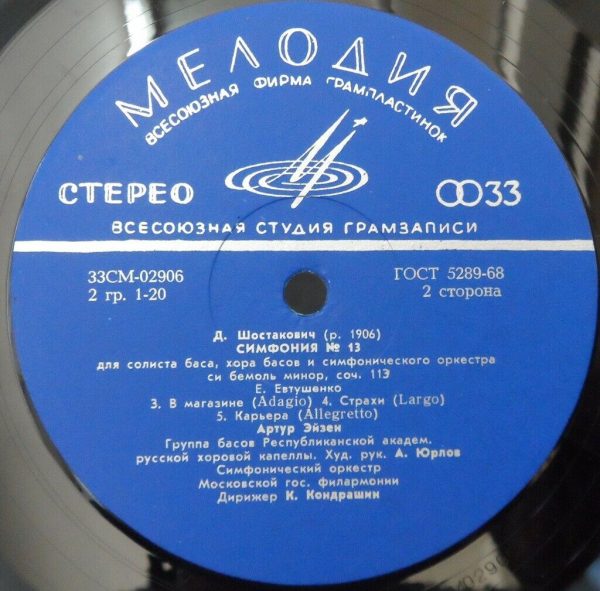 МЕЛОДИЯ
ВСЕСОЮЗНАЯ ФИРМА ГРАМПЛАСТИНОК
СТЕРЕО
33
ВСЕСОЮЗНАЯ СТУДИЯ ГРАМЗАПИСИ
33СМ-02906
ГОСТ 5289-68
2 гр. 1-20
2 сторона
Д. Шостакович (р. 1906)
СИМФОНИЯ № 13
для солиста баса, хора басов и симфонического оркестра
си бемоль минор, соч. 113
Е. Евтушенко
3. В магазине (Adagio) 4. Страхи (Largo)
5. Карьера (Allegretto)
Артур Эйзен
Группа басов Республиканской академ.
русской хоровой капеллы. Худ. рук. А. Юрлов
Симфонический оркестр
Московской гос. филармонии
Дирижер К. Кондрашин